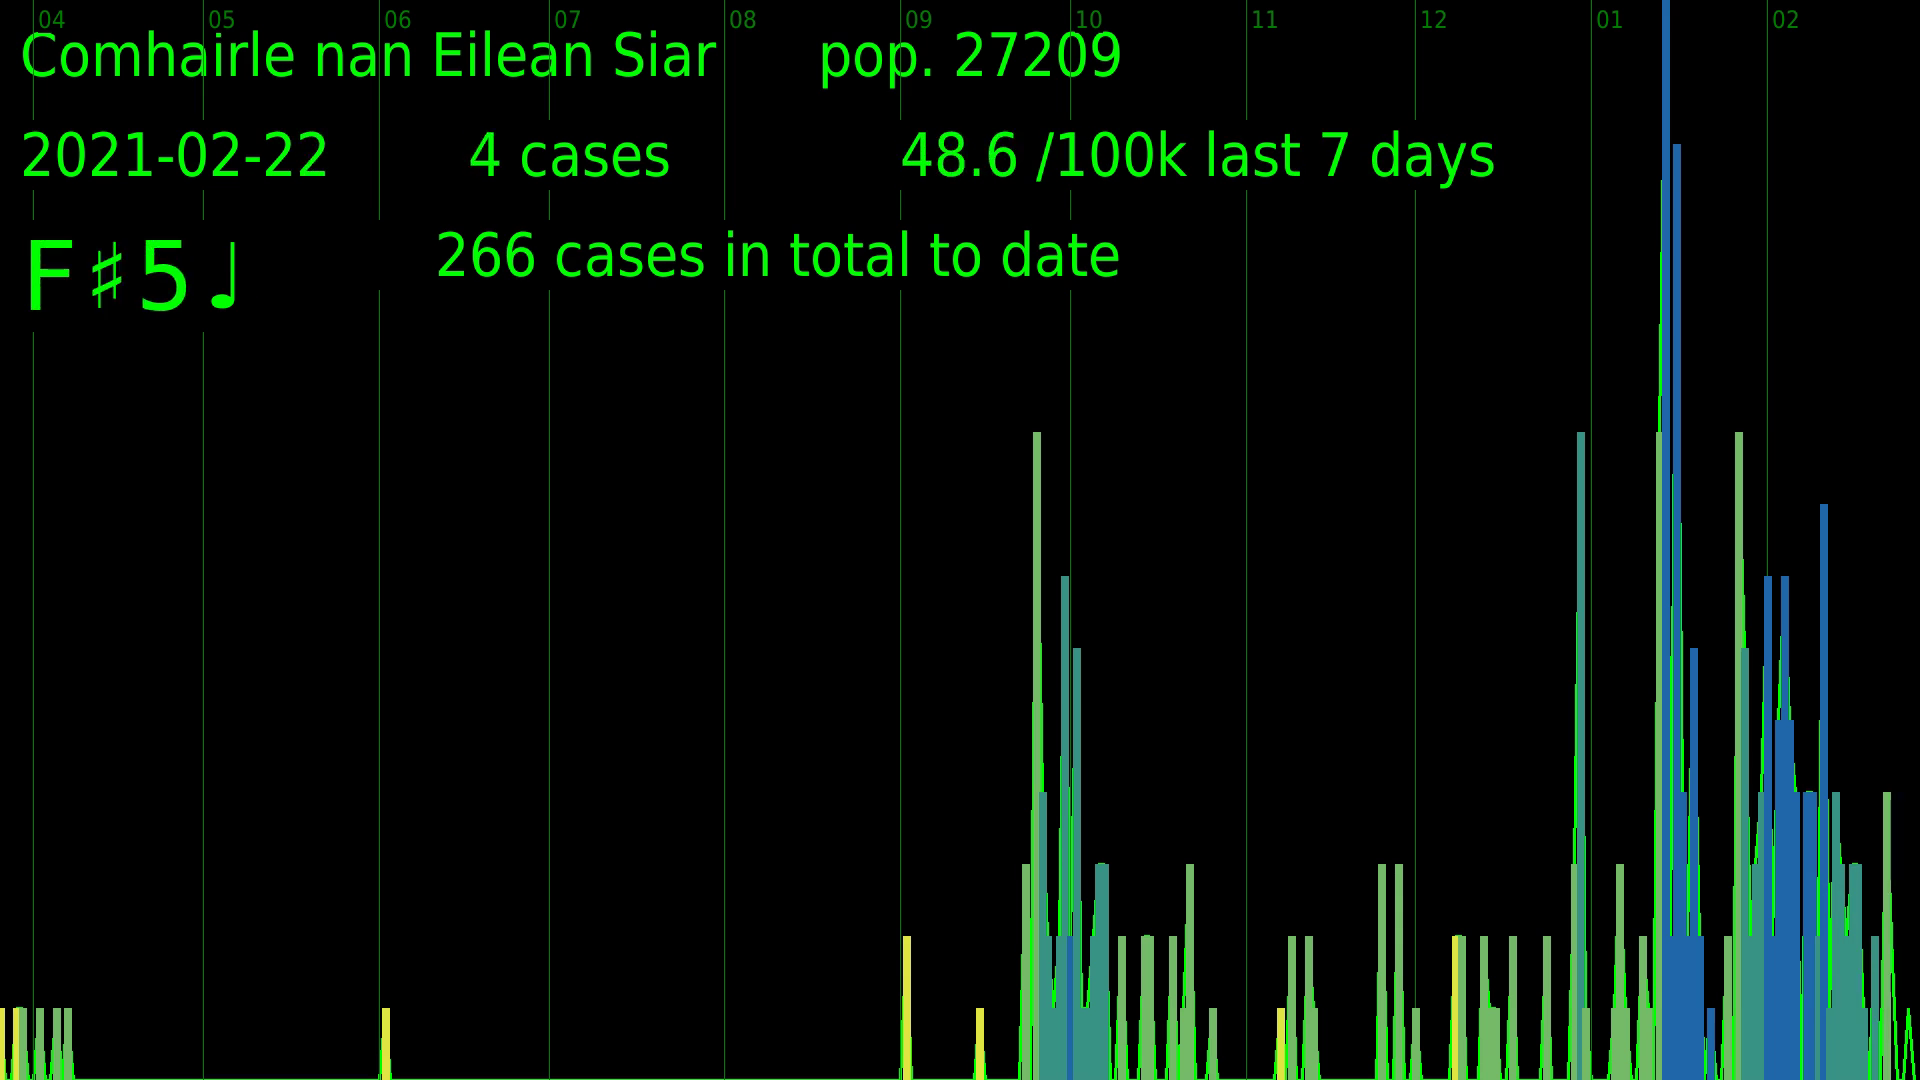 04 05 06 07 08 09 10 11 12 01 02
Comhairle nan Eilean Siar pop. 27209
2021-02-22 4 cases 48.6 /100k last 7 days
F♯5♩ 266 cases in total to date